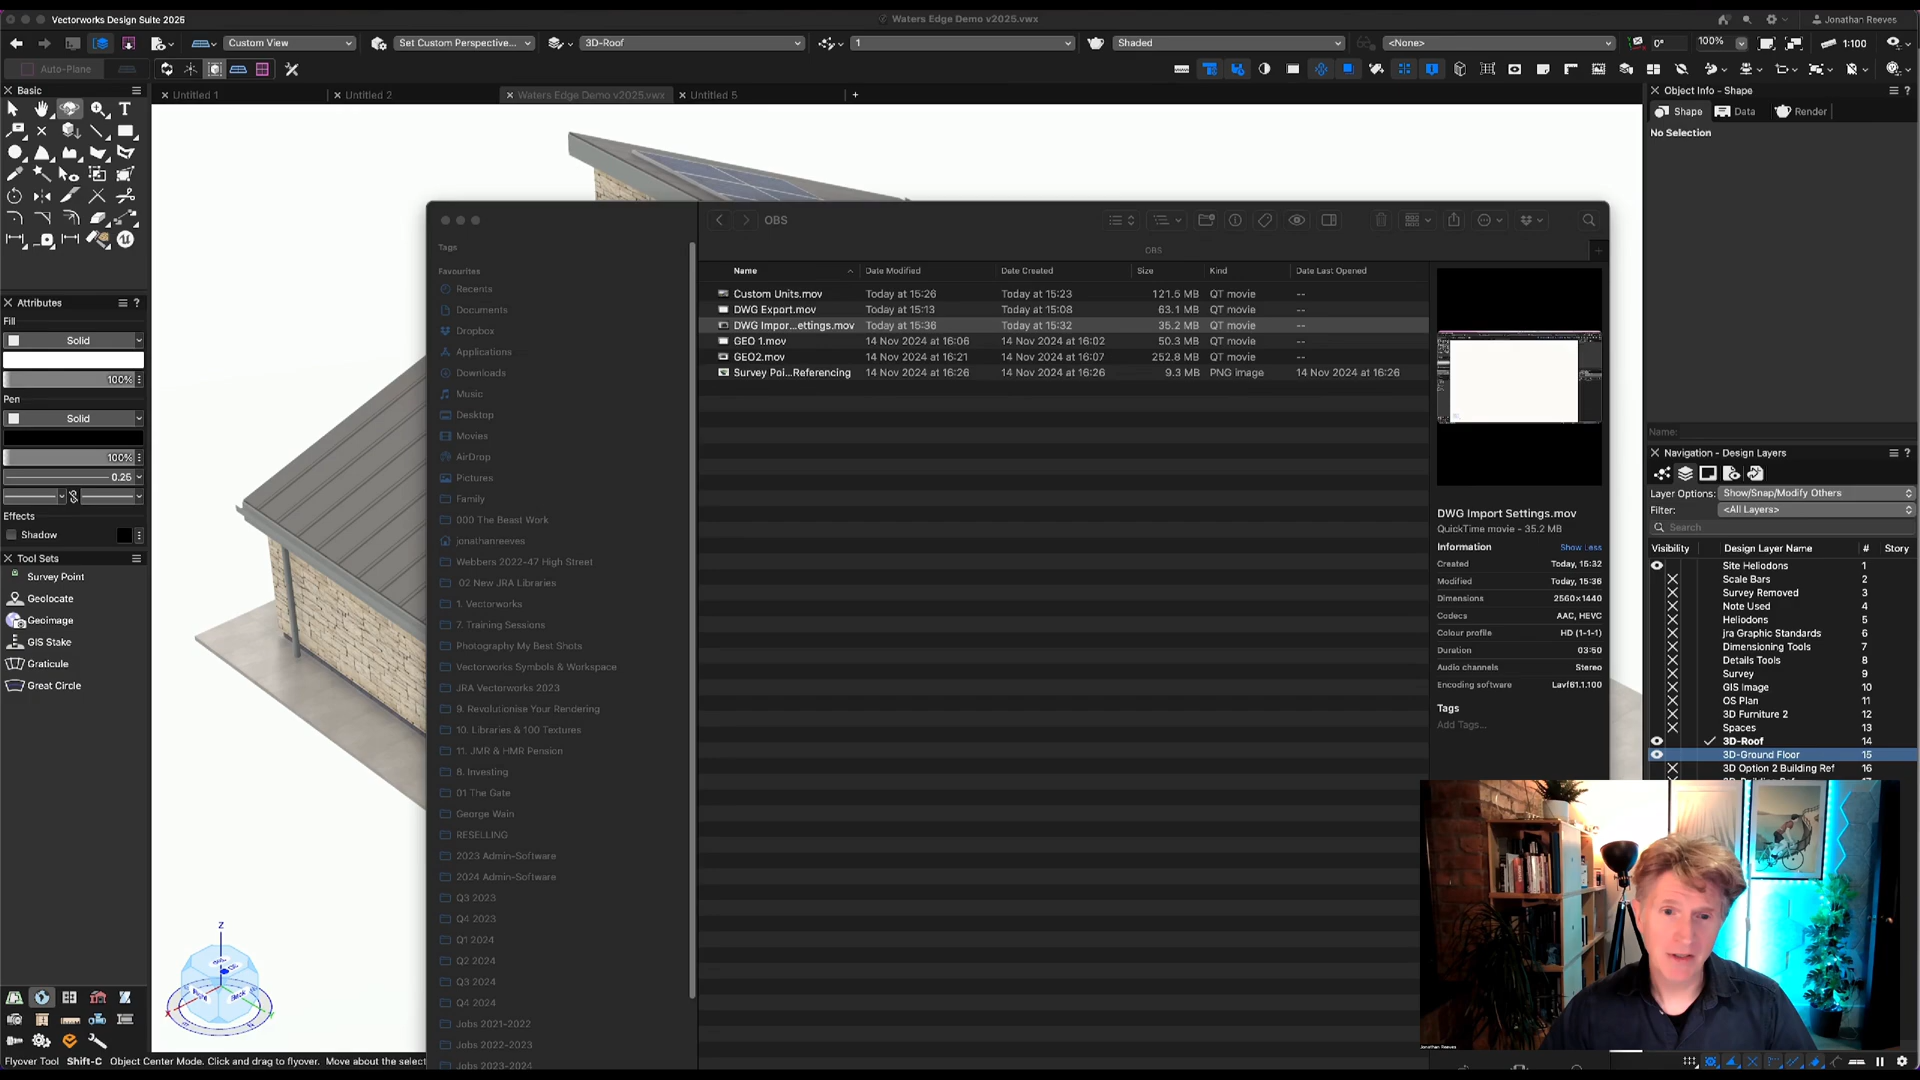 Vectorworks Design Suite 2025
Waters Edge Demo v2025.vwx
Jonathan Reeves
Custom View
Set Custom Perspective...
3D-Roof
1
Shaded
<None>
0°
100%
1:100
Auto-Plane
Basic
Untitled 1
Untitled 2
Waters Edge Demo v2025.vwx
Untitled 5
Object Info - Shape
Shape
Data
Render
No Selection
Attributes
Fill
Solid
100%
Pen
Solid
100%
0.25
Effects
Shadow
Tool Sets
Survey Point
Geolocate
Geoimage
GIS Stake
Graticule
Great Circle
OBS
OBS
Tags
Favourites
Recents
Documents
Dropbox
Applications
Downloads
Music
Desktop
Movies
AirDrop
Pictures
Family
000 The Beast Work
jonathanreeves
Webbers 2022-47 High Street
02 New JRA Libraries
1. Vectorworks
7. Training Sessions
Photography My Best Shots
Vectorworks Symbols & Workspace
JRA Vectorworks 2023
9. Revolutionise Your Rendering
10. Libraries & 100 Textures
11. JMR & HMR Pension
8. Investing
01 The Gate
George Wain
RESELLING
2023 Admin-Software
2024 Admin-Software
Q3 2023
Q4 2023
Q1 2024
Q2 2024
Q3 2024
Q4 2024
Jobs 2021-2022
Jobs 2022-2023
Jobs 2023-2024
Name Date Modified Date Created Size Kind Date Last Opened
Custom Units.mov Today at 15:26 Today at 15:23 121.5 MB QT movie --
DWG Export.mov Today at 15:13 Today at 15:08 63.1 MB QT movie --
DWG Impor...ettings.mov Today at 15:36 Today at 15:32 35.2 MB QT movie --
GEO 1.mov 14 Nov 2024 at 16:06 14 Nov 2024 at 16:02 50.3 MB QT movie --
GEO2.mov 14 Nov 2024 at 16:21 14 Nov 2024 at 16:07 252.8 MB QT movie --
Survey Poi...Referencing 14 Nov 2024 at 16:26 14 Nov 2024 at 16:26 9.3 MB PNG image 14 Nov 2024 at 16:26
DWG Import Settings.mov
QuickTime movie - 35.2 MB
Information Show Less
Created Today, 15:32
Modified Today, 15:36
Dimensions 2560×1440
Codecs AAC, HEVC
Colour profile HD (1-1-1)
Duration 03:50
Audio channels Stereo
Encoding software Lavf61.1.100
Tags
Add Tags...
Name:
Navigation - Design Layers
Layer Options: Show/Snap/Modify Others
Filter: <All Layers>
Search
Visibility Design Layer Name # Story
Site Heliodons 1
Scale Bars 2
Survey Removed 3
Note Used 4
Heliodons 5
jra Graphic Standards 6
Dimensioning Tools 7
Details Tools 8
Survey 9
GIS Image 10
OS Plan 11
3D Furniture 2 12
Spaces 13
3D-Roof 14
3D-Ground Floor 15
3D Option 2 Building Ref 16
Z
Jonathan Reeves
Flyover Tool Shift-C Object Center Mode. Click and drag to flyover. Move about the select